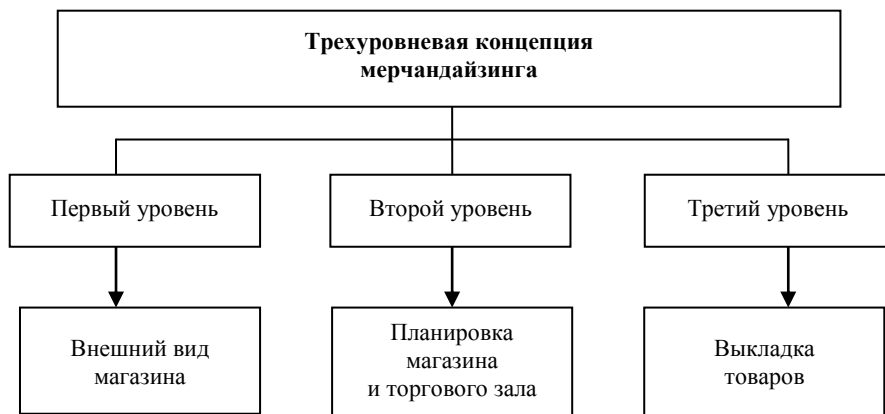 Трехуровневая концепция
мерчандайзинга
Первый уровень
Второй уровень
Третий уровень
Внешний вид
магазина
Планировка
магазина
и торгового зала
Выкладка
товаров